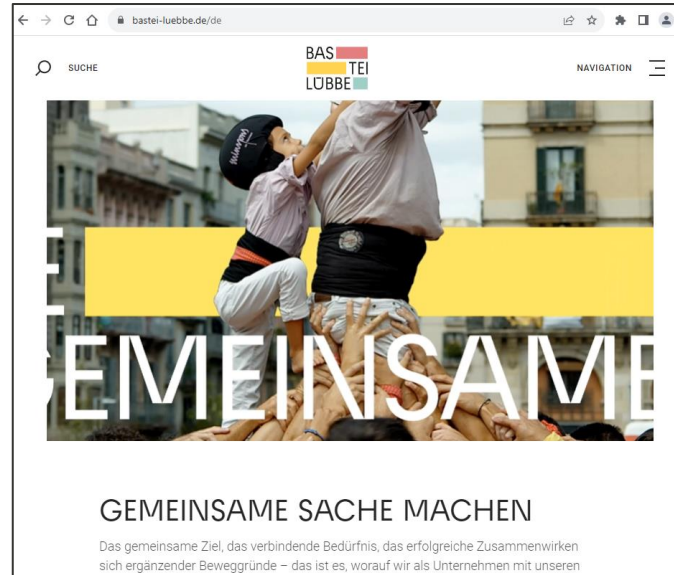 bastei-luebbe.de/de
SUCHE
BAS
TEI
LÜBBE
NAVIGATION
E
GEMEINSAME
GEMEINSAME SACHE MACHEN
Das gemeinsame Ziel, das verbindende Bedürfnis, das erfolgreiche Zusammenwirken
sich ergänzender Beweggründe – das ist es, worauf wir als Unternehmen mit unseren